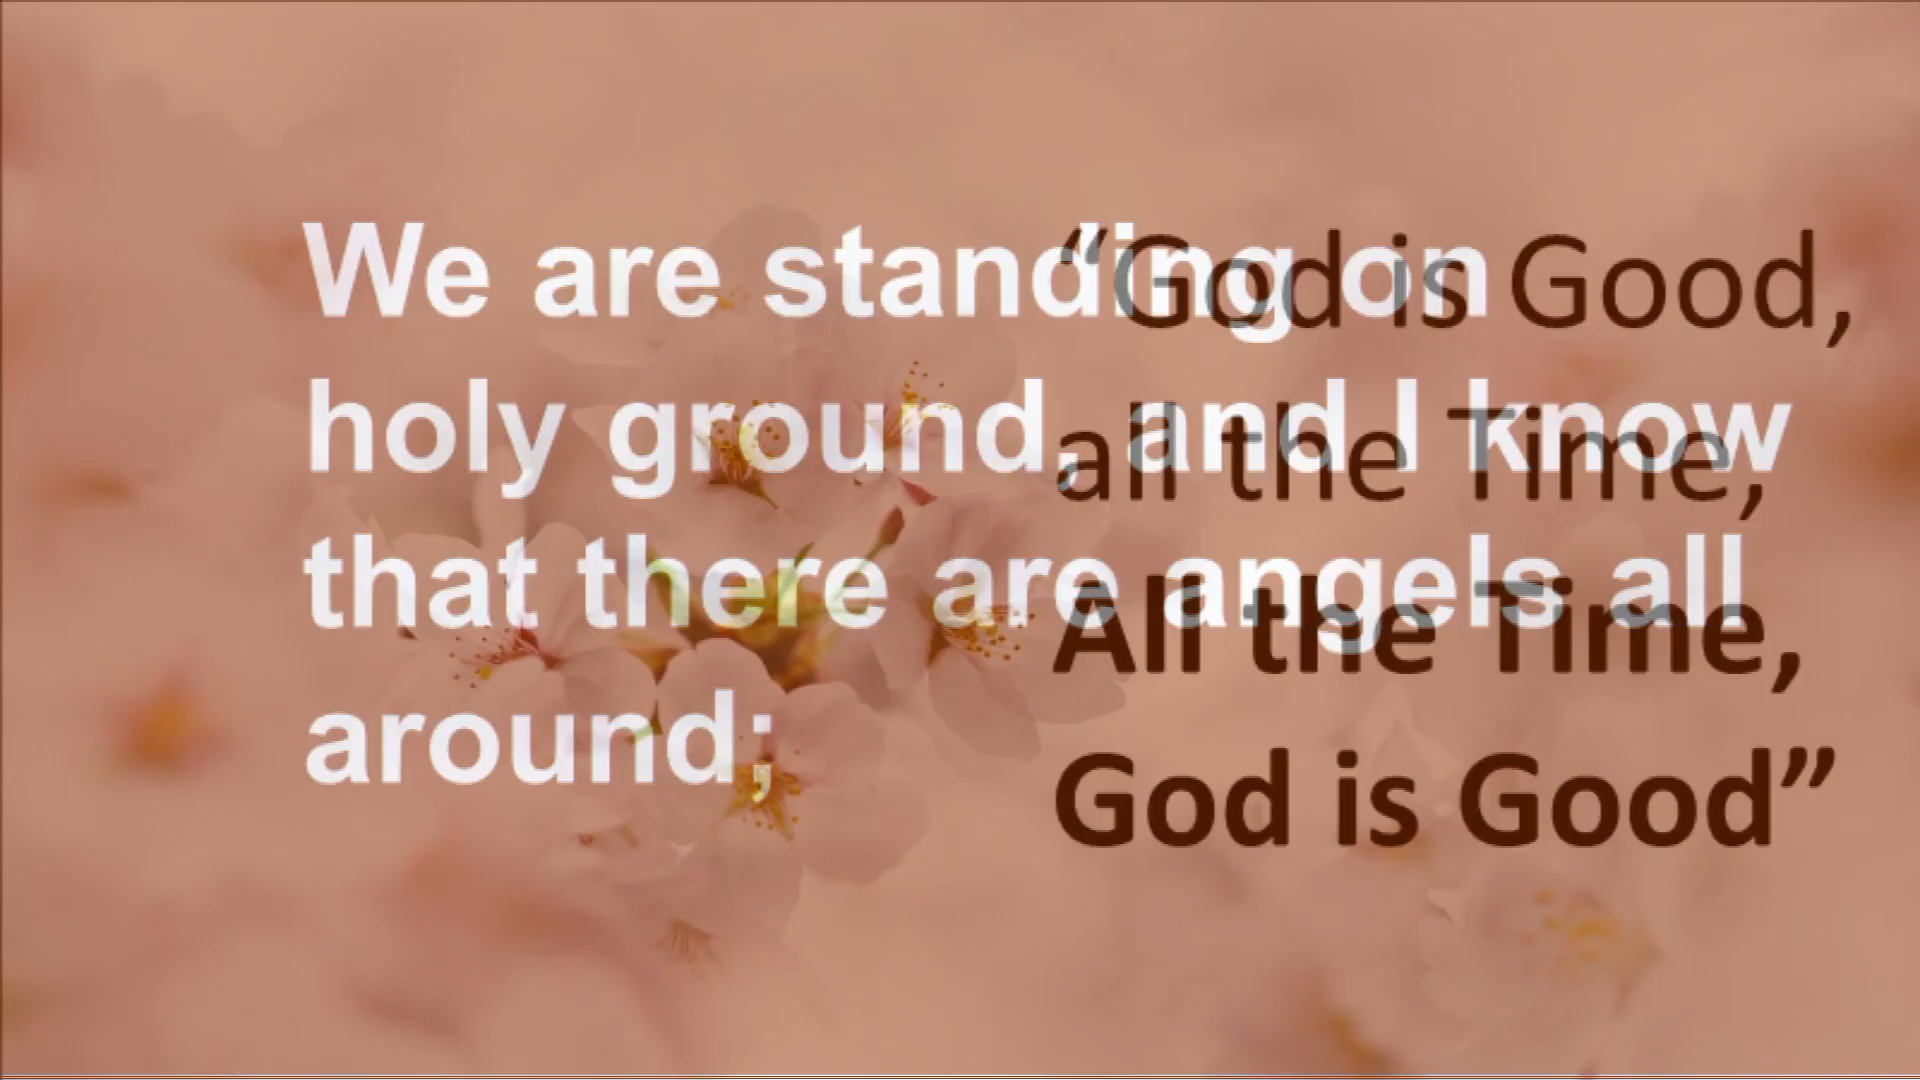 We are standing on
holy ground, and I know
that there are angels all
around;
“God is Good,
all the Time,
All the Time,
God is Good”